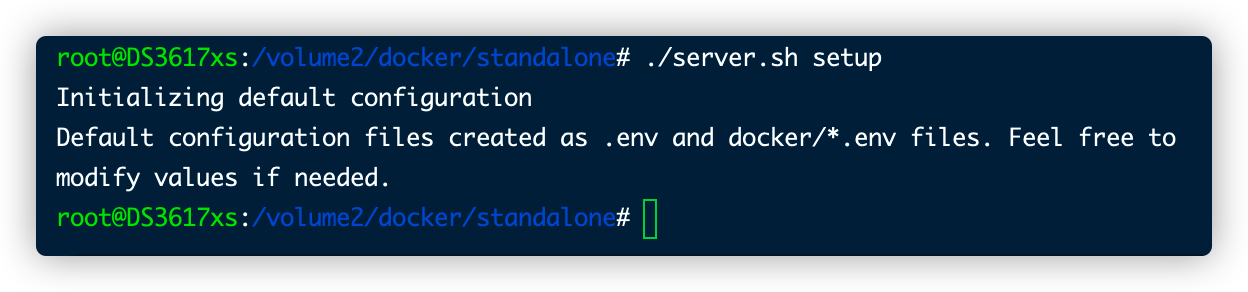 root@DS3617xs:/volume2/docker/standalone# ./server.sh setup
Initializing default configuration
Default configuration files created as .env and docker/*.env files. Feel free to
modify values if needed.
root@DS3617xs:/volume2/docker/standalone#